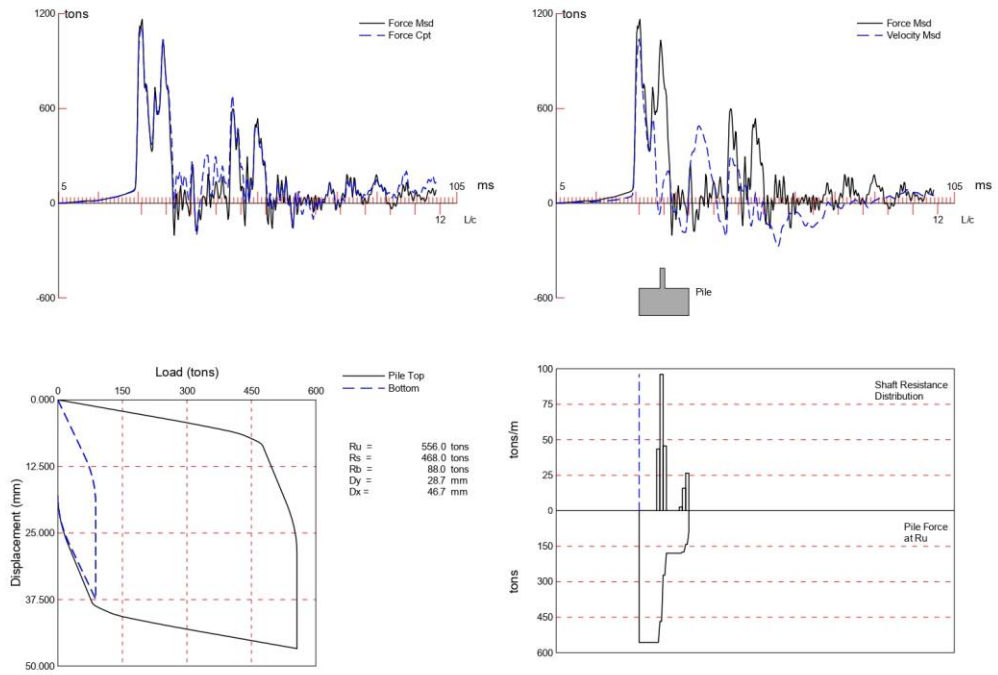 1200
tons
Force Msd
Force Cpt
600
5
105
ms
0
L/c
12
-600
1200
tons
Force Msd
Velocity Msd
600
5
105
ms
0
L/c
12
-600
Pile
Load (tons)
0
150
300
450
600
Pile Top
Bottom
0.000
12.500
25.000
37.500
50.000
Displacement (mm)
Ru = 556.0 tons
Rs = 468.0 tons
Rb = 88.0 tons
Dy = 28.7 mm
Dx = 46.7 mm
100
75
50
25
0
tons/m
Shaft Resistance
Distribution
150
300
450
600
tons
Pile Force
at Ru